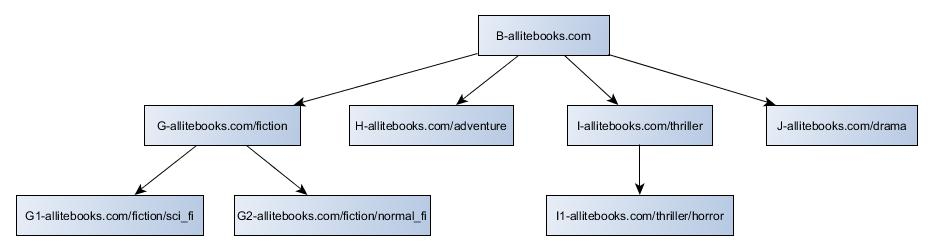 B-allitebooks.com
G-allitebooks.com/fiction
H-allitebooks.com/adventure
I-allitebooks.com/thriller
J-allitebooks.com/drama
G1-allitebooks.com/fiction/sci_fi
G2-allitebooks.com/fiction/normal_fi
I1-allitebooks.com/thriller/horror